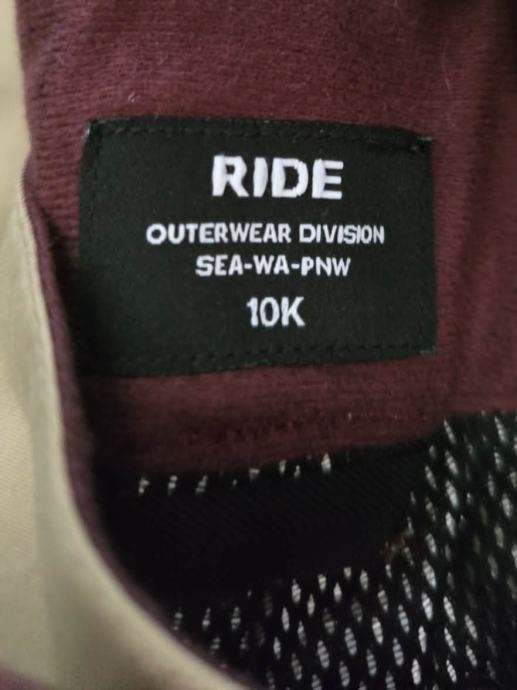 RIDE
OUTERWEAR DIVISION
SEA-WA-PNW
10K